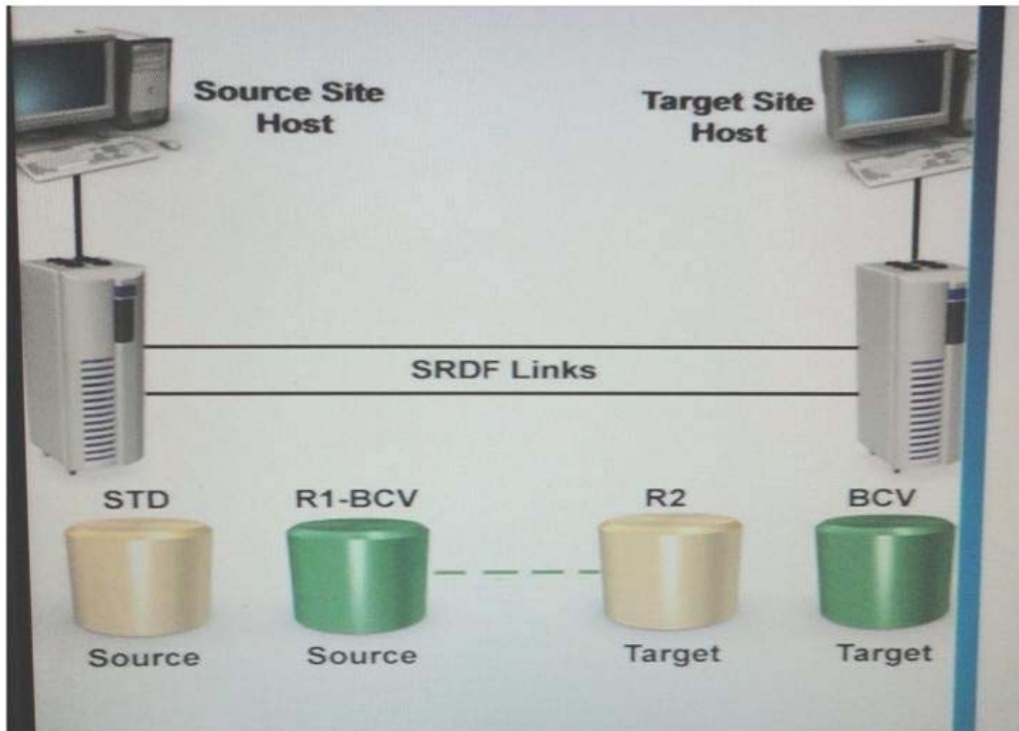 Source Site
Host
Target Site
Host
SRDF Links
STD
R1-BCV
R2
BCV
Source
Source
Target
Target